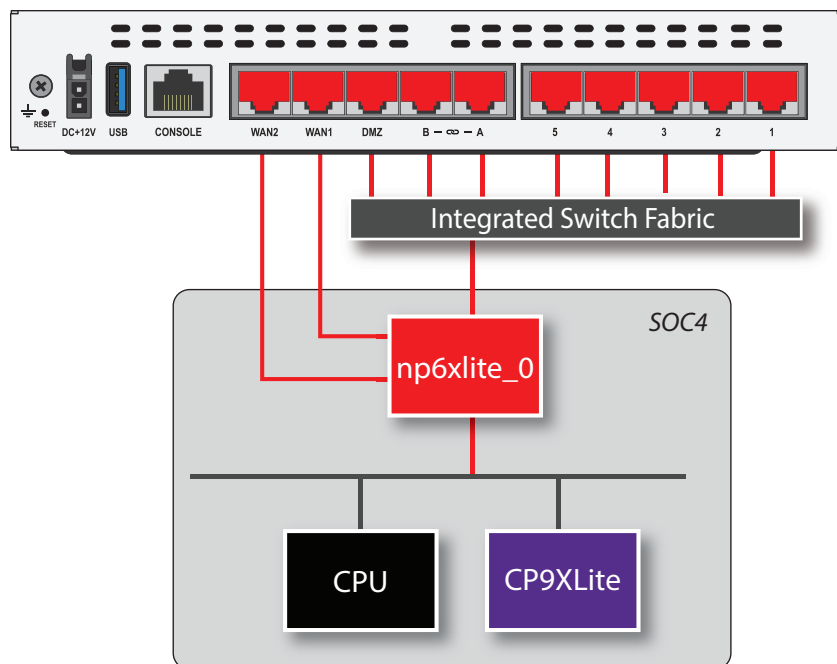 RESET
DC+12V USB CONSOLE WAN2 WAN1 DMZ B A 5 4 3 2 1
Integrated Switch Fabric
SOC4
np6xlite_0
CPU CP9XLite